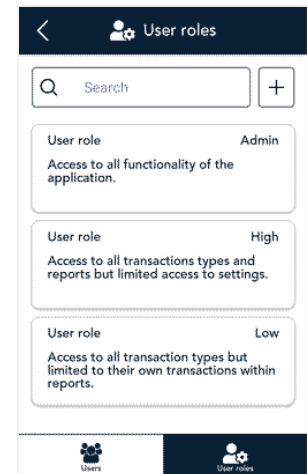 User roles
Search
User role Admin
Access to all functionality of the
application.
User role High
Access to all transactions types and
reports but limited access to settings.
User role Low
Access to all transaction types but
limited to their own transactions within
reports.
Users User roles